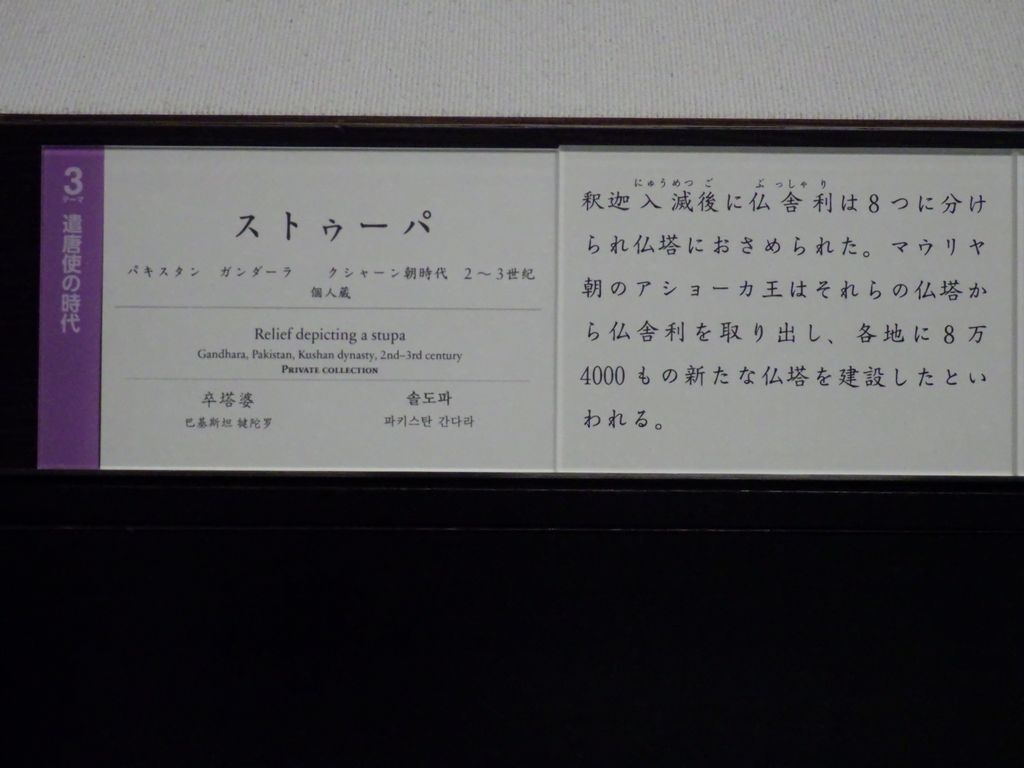 3
テーマ
遣唐使の時代
ストゥーパ
パキスタン　ガンダーラ　クシャーン朝時代　2～3世紀
個人蔵
Relief depicting a stupa
Gandhara, Pakistan, Kushan dynasty, 2nd–3rd century
PRIVATE COLLECTION
卒塔婆
巴基斯坦 犍陀罗
솔도파
파키스탄 간다라
にゅうめつ ご ぶっしゃり
釈迦入滅後に仏舎利は8つに分け
られ仏塔におさめられた。マウリヤ
朝のアショーカ王はそれらの仏塔か
ら仏舎利を取り出し、各地に8万
4000もの新たな仏塔を建設したとい
われる。